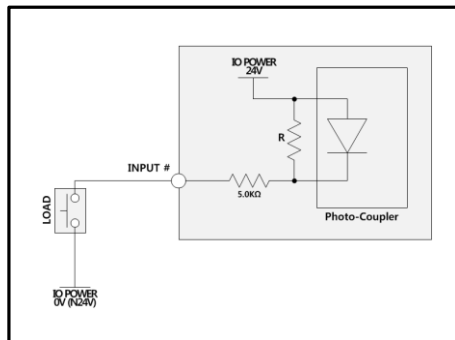 IO POWER
24V
R
INPUT #
5.0KΩ
Photo-Coupler
LOAD
IO POWER
0V (N24V)